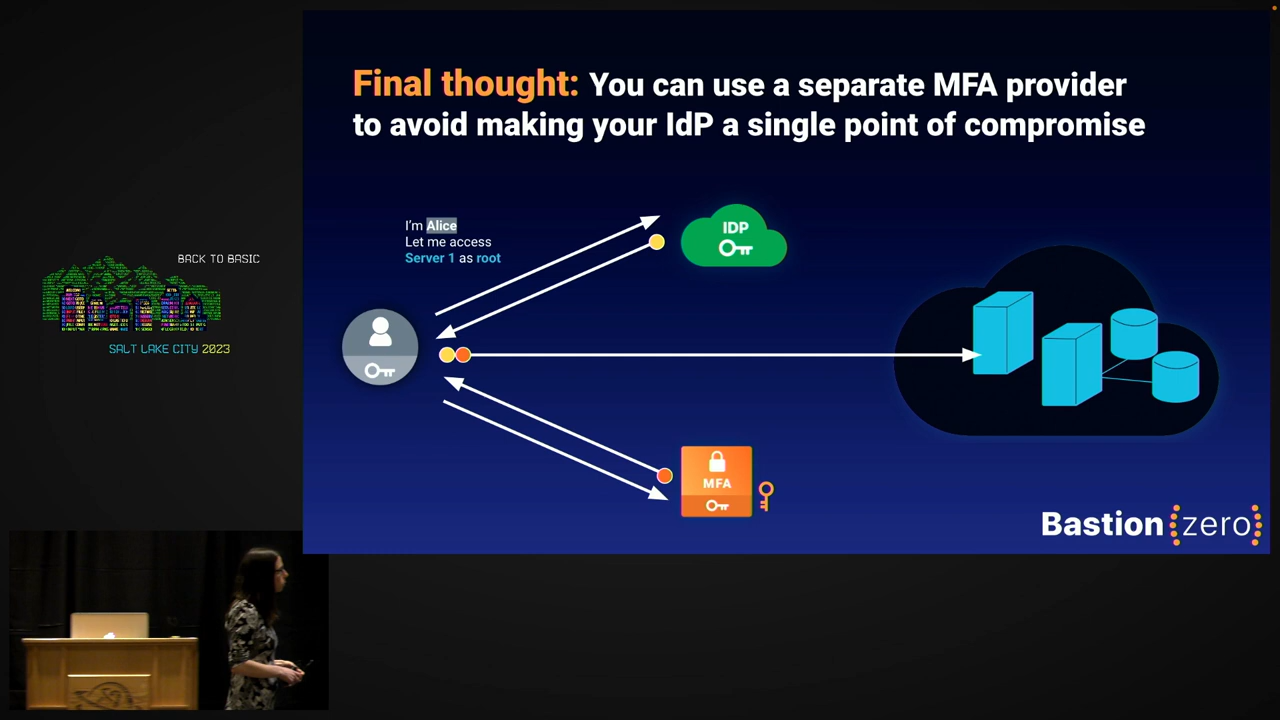 Final thought: You can use a separate MFA provider
to avoid making your IdP a single point of compromise
I'm Alice
Let me access
Server 1 as root
IDP
BACK TO BASIC
SALT LAKE CITY 2023
MFA
Bastion zero